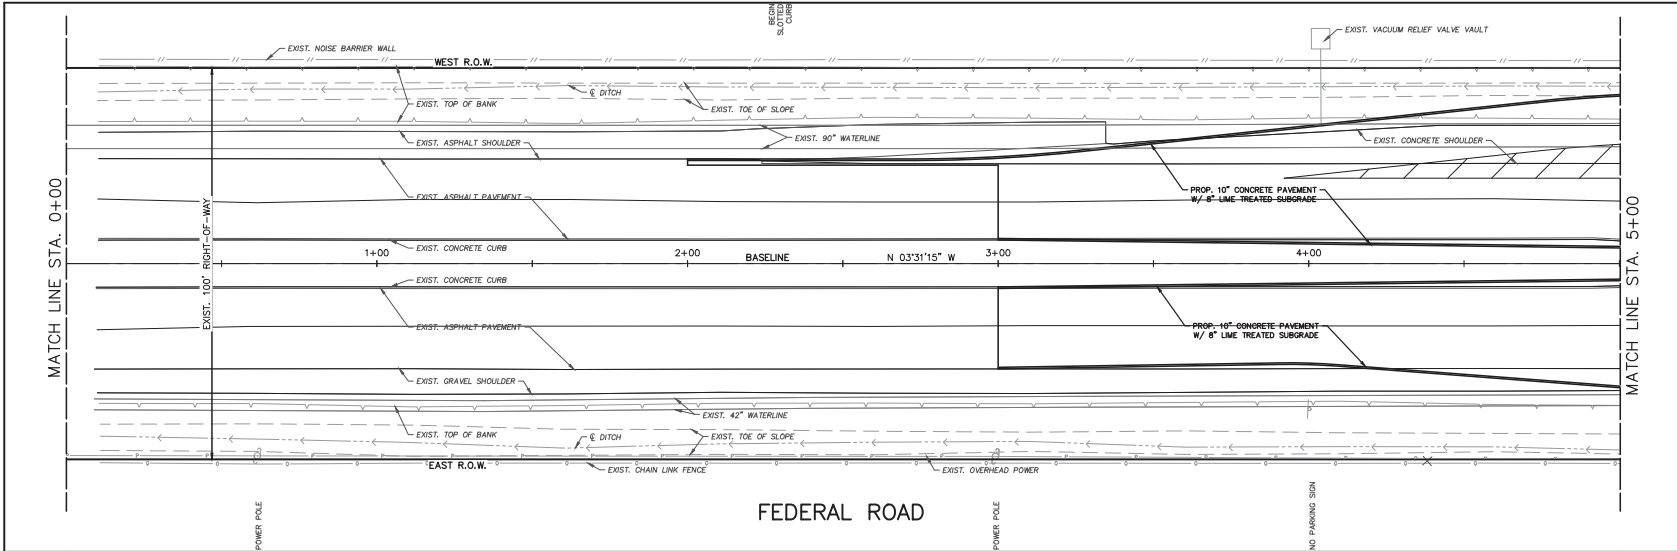 BEGIN
SLOTTED
CURB
EXIST. VACUUM RELIEF VALVE VAULT
EXIST. NOISE BARRIER WALL
WEST R.O.W.
℄ DITCH
EXIST. TOP OF BANK
EXIST. TOE OF SLOPE
EXIST. 90" WATERLINE
EXIST. ASPHALT SHOULDER
EXIST. CONCRETE SHOULDER
MATCH LINE STA. 0+00
EXIST. 100' RIGHT-OF-WAY
EXIST. ASPHALT PAVEMENT
PROP. 10" CONCRETE PAVEMENT
W/ 8" LIME TREATED SUBGRADE
MATCH LINE STA. 5+00
EXIST. CONCRETE CURB
1+00
2+00
BASELINE
N 03°31'15" W
3+00
4+00
EXIST. CONCRETE CURB
EXIST. ASPHALT PAVEMENT
PROP. 10" CONCRETE PAVEMENT
W/ 8" LIME TREATED SUBGRADE
EXIST. GRAVEL SHOULDER
EXIST. 42" WATERLINE
EXIST. TOP OF BANK
℄ DITCH
EXIST. TOE OF SLOPE
EAST R.O.W.
EXIST. CHAIN LINK FENCE
EXIST. OVERHEAD POWER
POWER POLE
FEDERAL ROAD
POWER POLE
NO PARKING SIGN